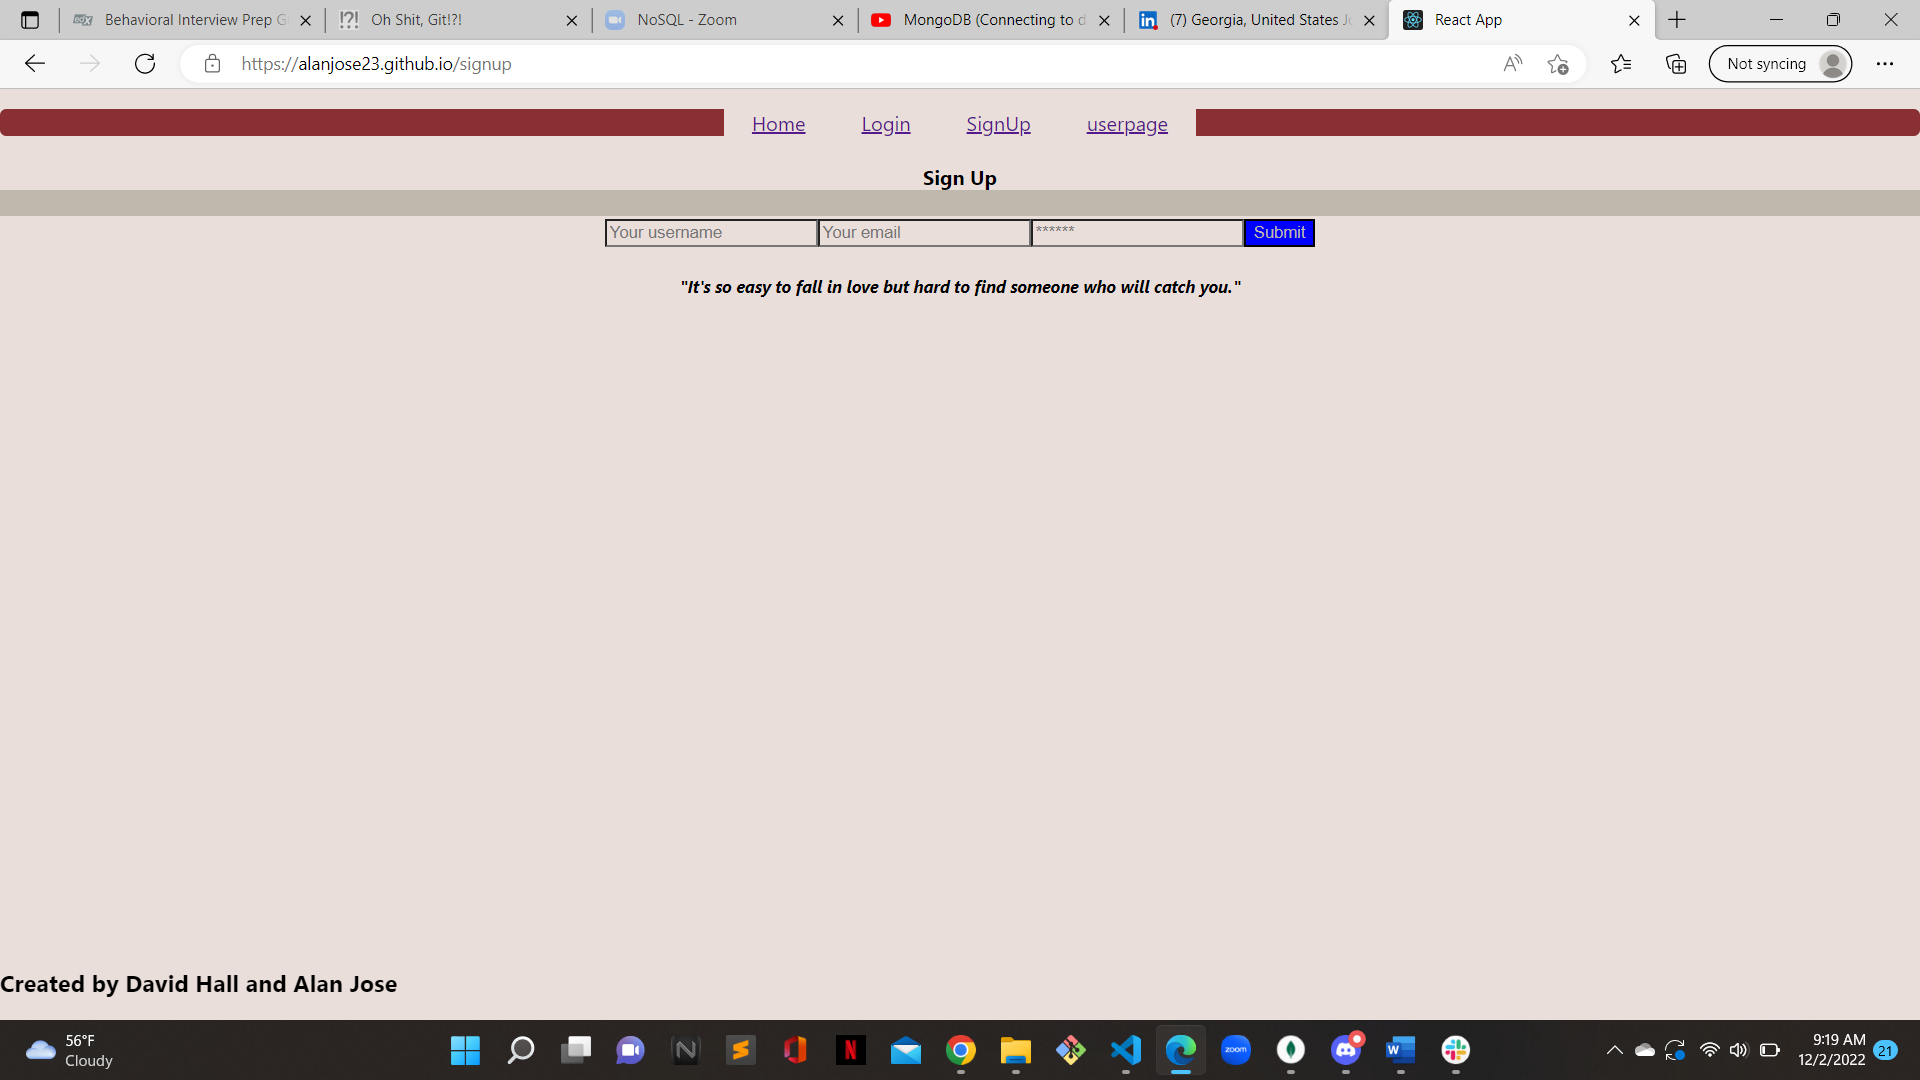 Behavioral Interview Prep G
Oh Shit, Git!?!
NoSQL - Zoom
MongoDB (Connecting to d
(7) Georgia, United States Jo
React App
https://alanjose23.github.io/signup
Not syncing
Home
Login
SignUp
userpage
Sign Up
Your username
Your email
******
Submit
"It's so easy to fall in love but hard to find someone who will catch you."
Created by David Hall and Alan Jose
56°F
Cloudy
zoom
9:19 AM
12/2/2022
21